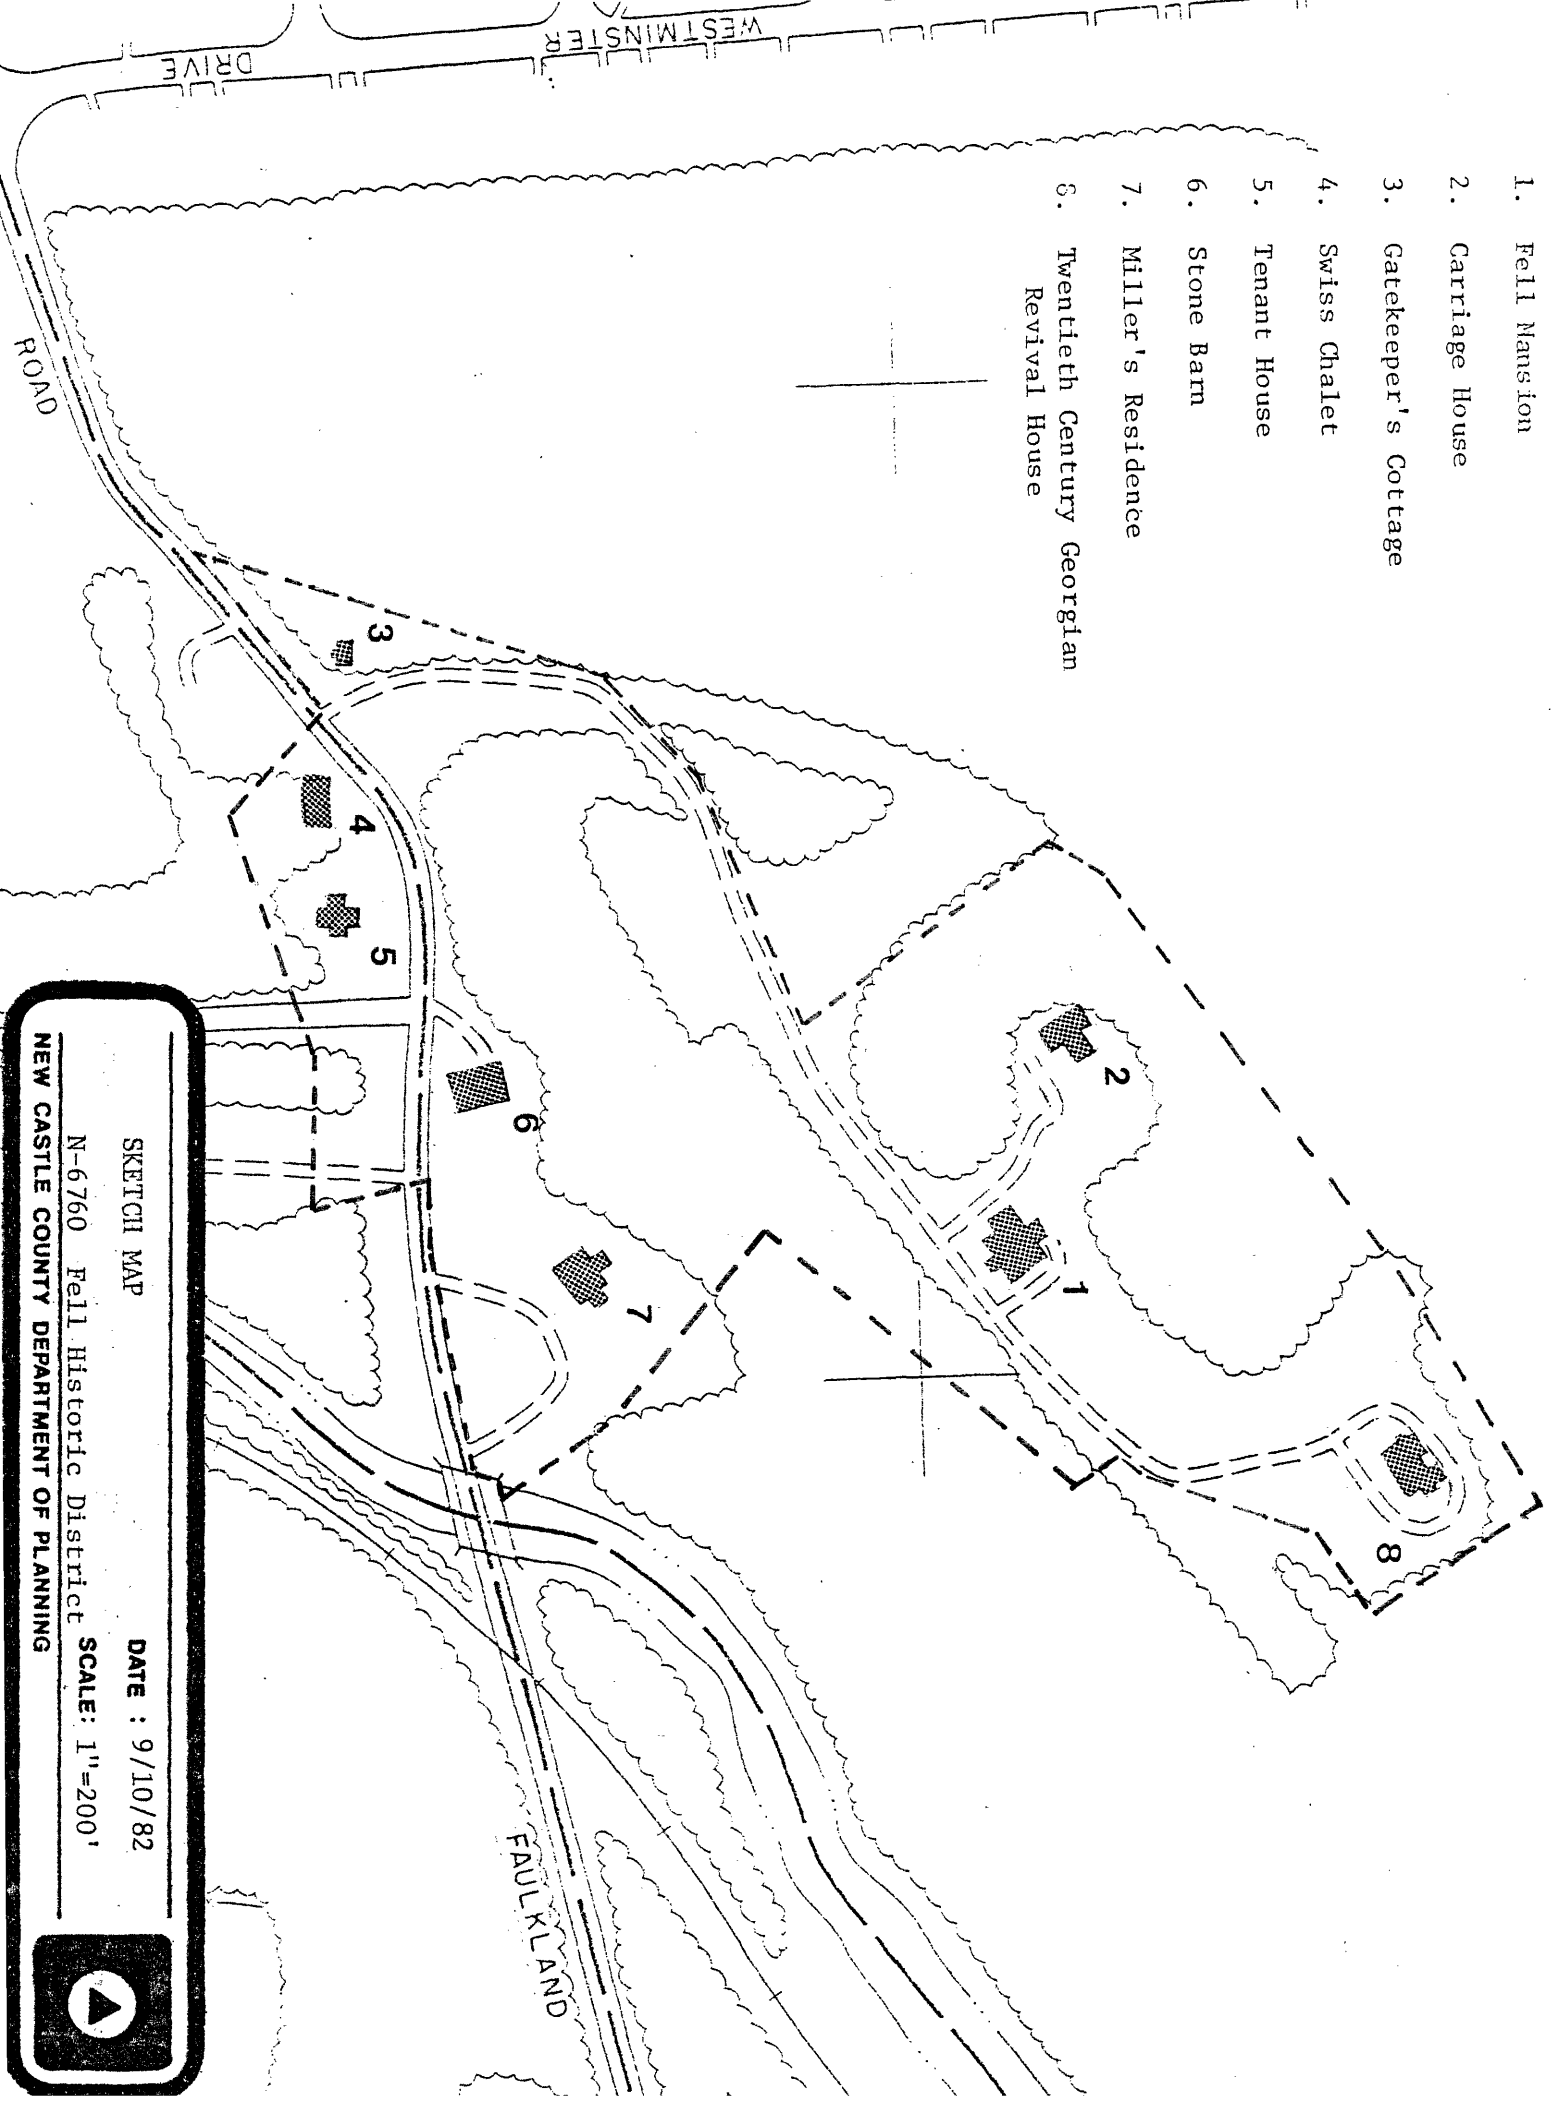 1. Fell Mansion
2. Carriage House
3. Gatekeeper's Cottage
4. Swiss Chalet
5. Tenant House
6. Stone Barn
7. Miller's Residence
8. Twentieth Century Georgian
Revival House
WESTMINSTER
DRIVE
ROAD
FAULKLAND
1
2
3
4
5
6
7
8
SKETCH MAP
DATE : 9/10/82
N-6760 Fell Historic District
SCALE: 1"=200'
NEW CASTLE COUNTY DEPARTMENT OF PLANNING